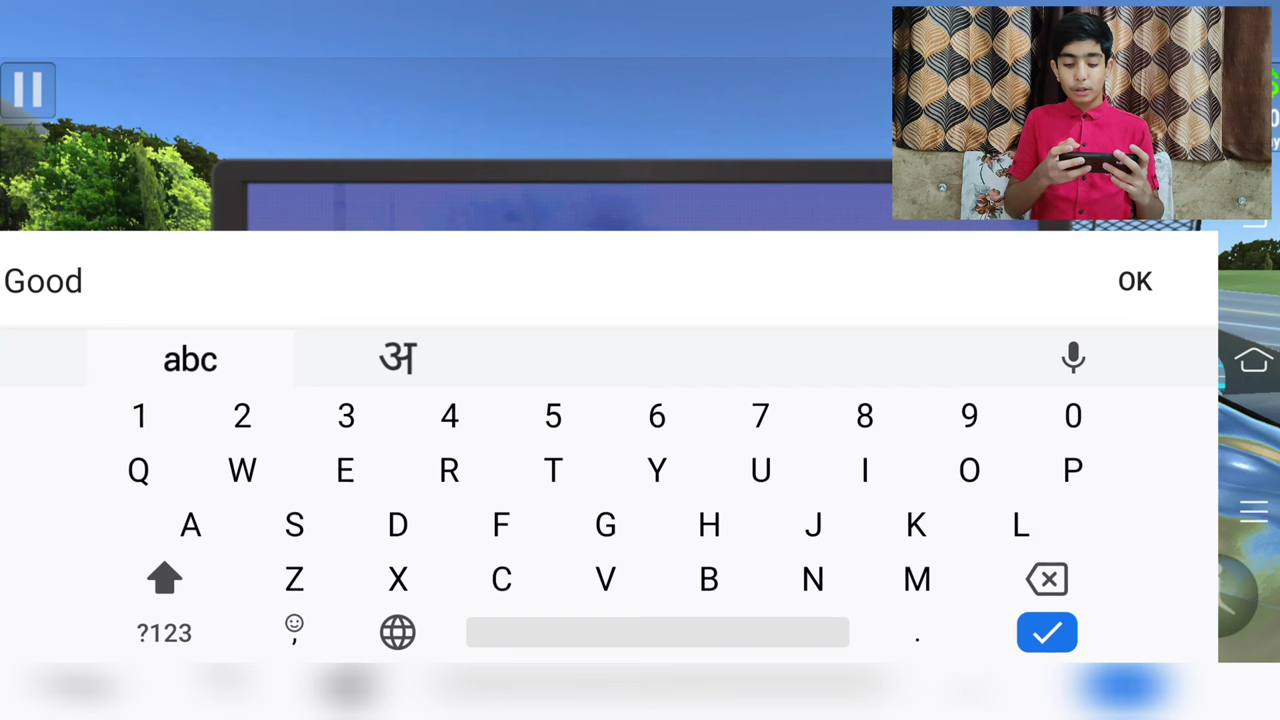 Good
OK
abc अ
1 2 3 4 5 6 7 8 9 0
Q W E R T Y U I O P
A S D F G H J K L
Z X C V B N M
?123 , .